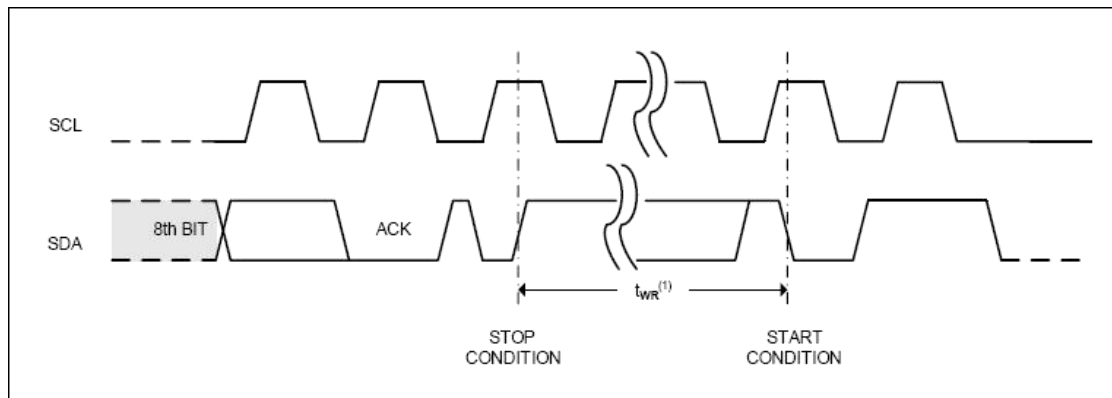 SCL
SDA
8th BIT
ACK
tWR(1)
STOP
CONDITION
START
CONDITION